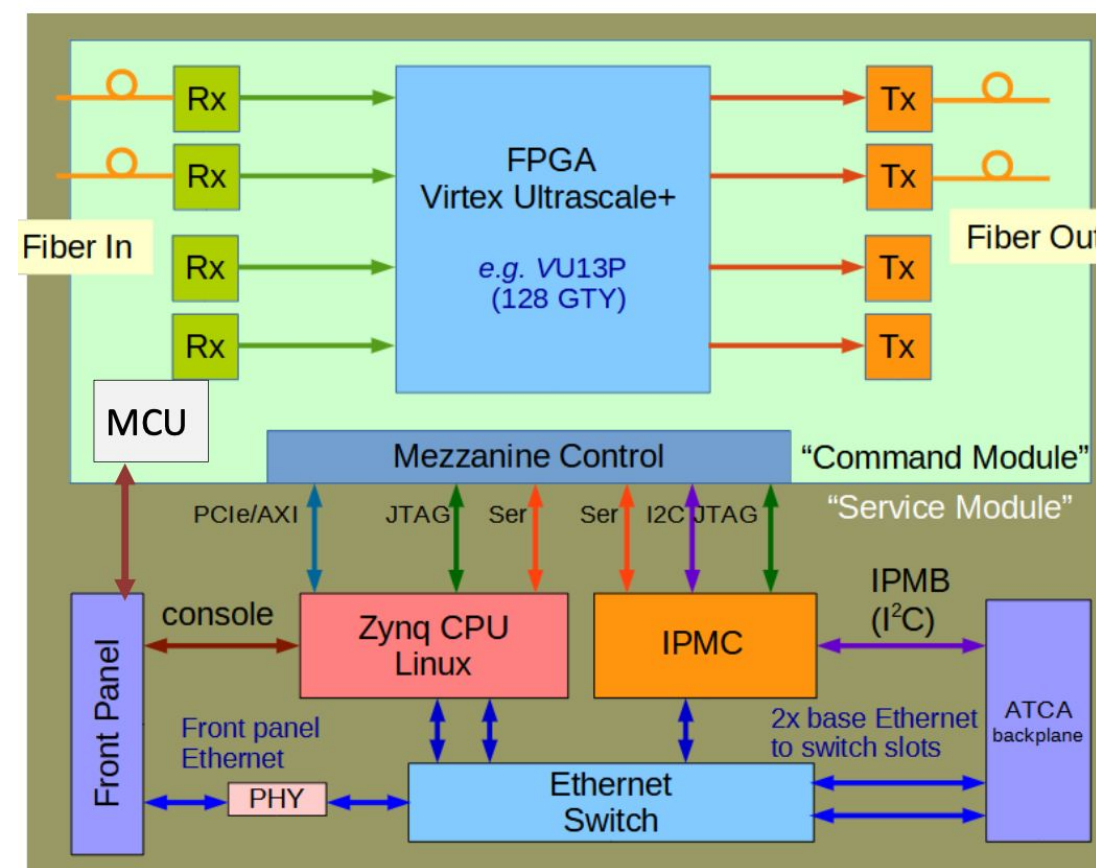 Rx
Tx
Rx
FPGA
Virtex Ultrascale+
Tx
Fiber In
Rx
e.g. VU13P
(128 GTY)
Tx
Fiber Out
Rx
Tx
MCU
Mezzanine Control
“Command Module”
“Service Module”
PCIe/AXI
JTAG
Ser
Ser
I2C
JTAG
Front Panel
console
Zynq CPU
Linux
IPMC
IPMB
(I²C)
ATCA
backplane
Front panel
Ethernet
2x base Ethernet
to switch slots
PHY
Ethernet
Switch